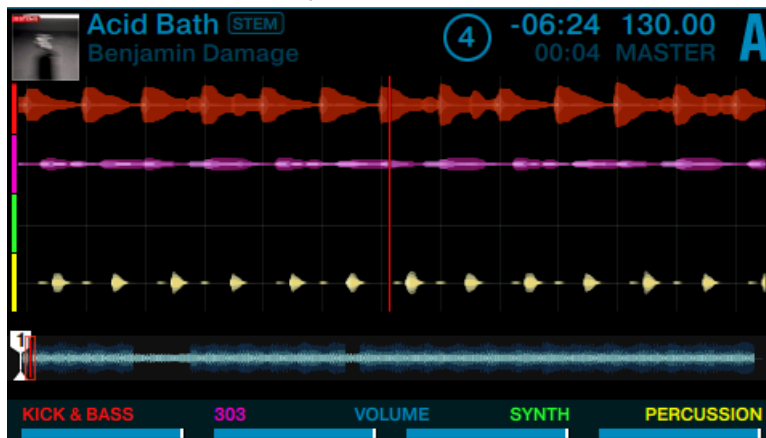 Acid Bath STEM
Benjamin Damage
4
-06:24 130.00
00:04 MASTER
A
1
KICK & BASS 303 VOLUME SYNTH PERCUSSION